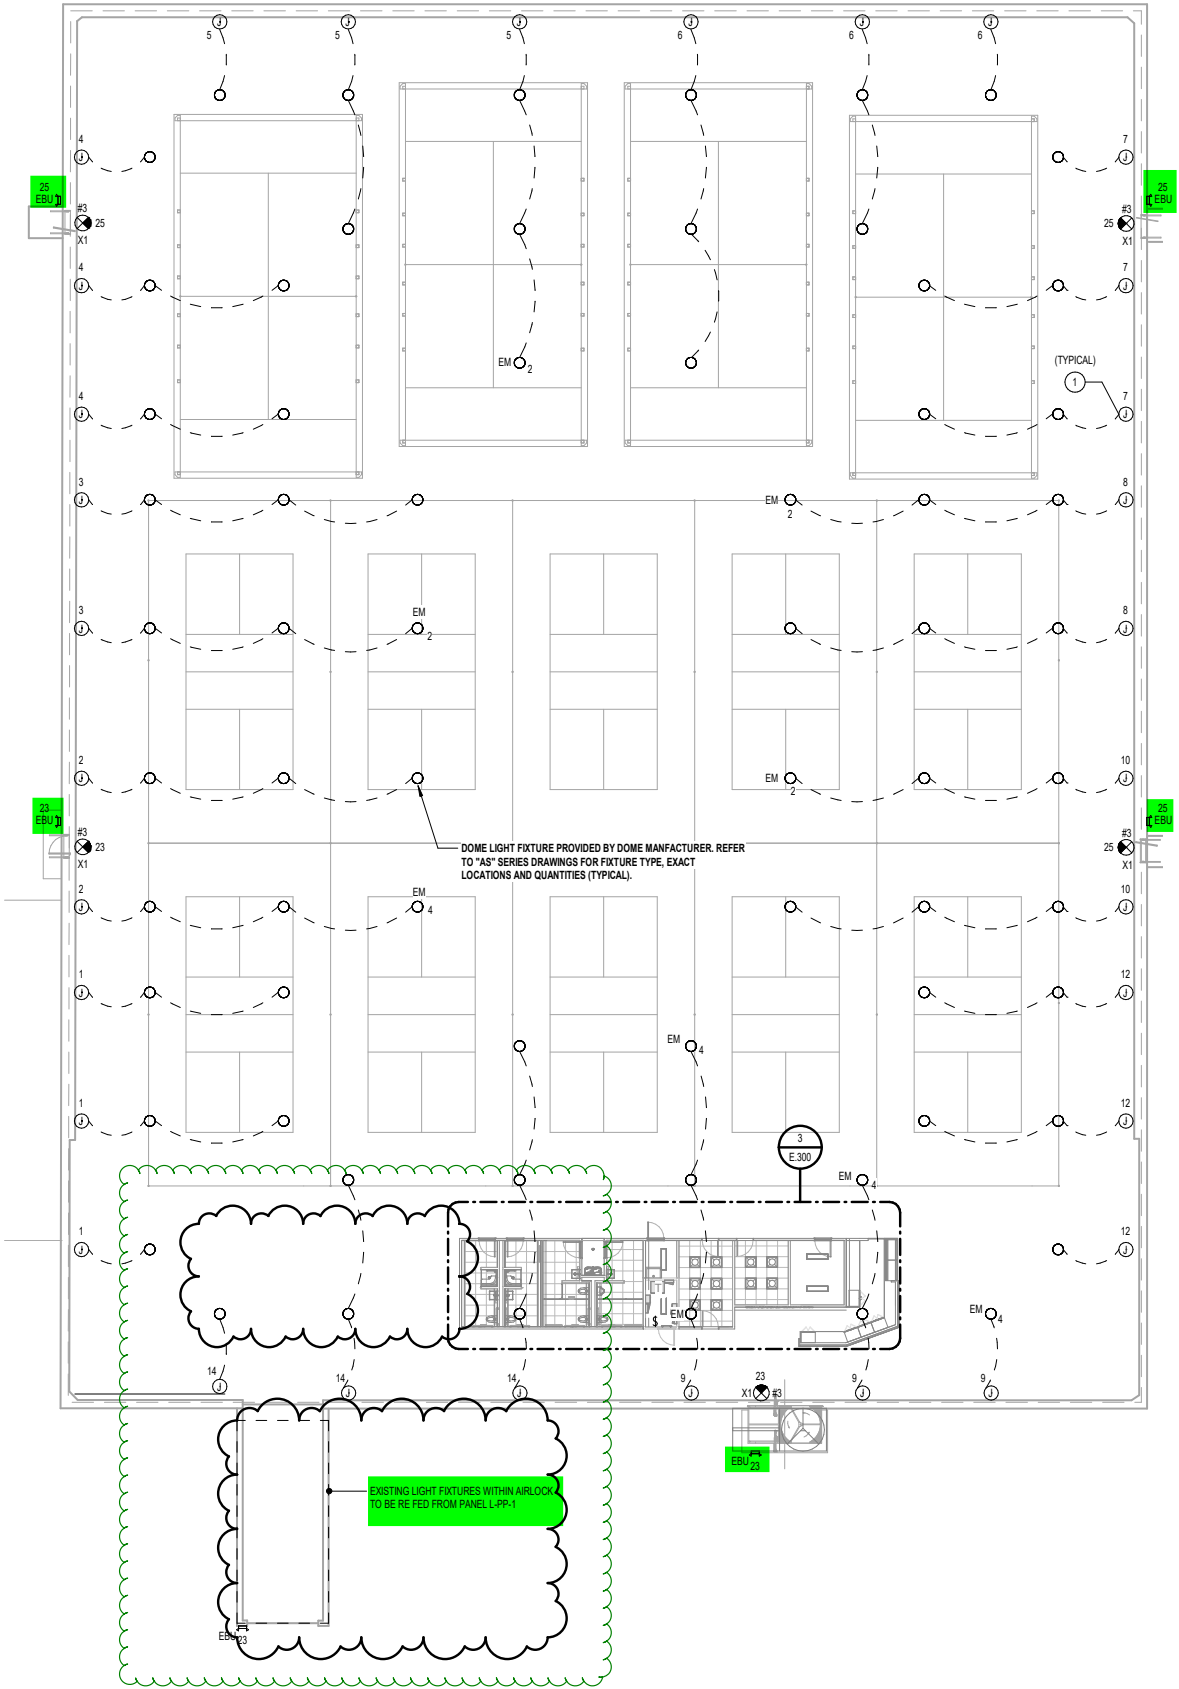 J J J J J J
5 5 5 6 6 6
4 7
J J
25 EBU
25 EBU
#3 #3
25 25
X1 X1
4 7
J J
EM 2
(TYPICAL)
1
4 7
J J
3 8
J EM 2 J
3 8
J EM 2 J
2 10
J EM 2 J
23 EBU
25 EBU
#3 #3
23 25
X1 X1
DOME LIGHT FIXTURE PROVIDED BY DOME MANFACTURER. REFER
TO "AS" SERIES DRAWINGS FOR FIXTURE TYPE, EXACT
LOCATIONS AND QUANTITIES (TYPICAL).
2 10
J EM 4 J
1 12
J J
EM 4
1 12
J J
3
E.300
EM 4
1 12
J J
$ EM
EM 4
14 14 14 9 9 9
J J J J J J
23
X1 #3
EBU 23
EXISTING LIGHT FIXTURES WITHIN AIRLOCK
TO BE RE FED FROM PANEL L-PP-1
EBU 23